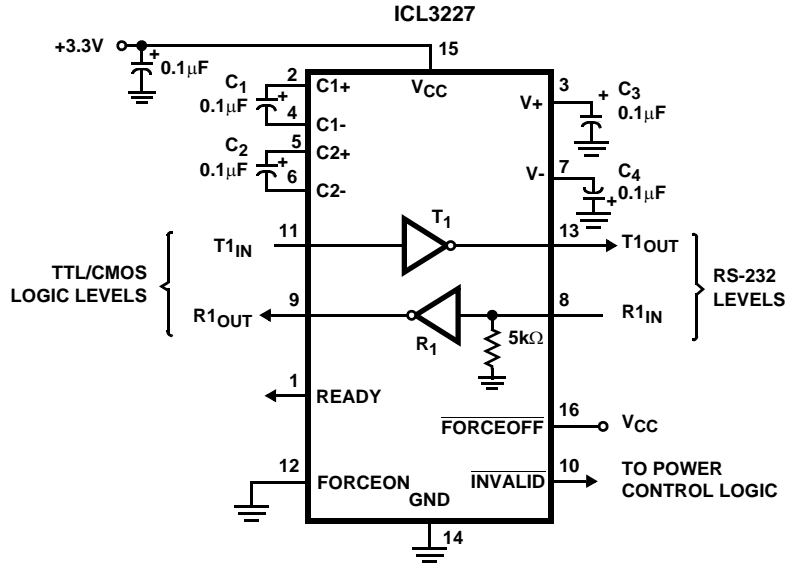 ICL3227
+3.3V
+
0.1μF
15
VCC
C1
0.1μF
+
2
C1+
4
C1-
C2
0.1μF
+
5
C2+
6
C2-
3
V+
+
C3
0.1μF
7
V-
C4
0.1μF
+
T1
11
T1IN
13
T1OUT
TTL/CMOS
LOGIC LEVELS
RS-232
LEVELS
9
R1OUT
R1
5kΩ
8
R1IN
1
READY
16
FORCEOFF
VCC
12
FORCEON
10
INVALID
TO POWER
CONTROL LOGIC
GND
14